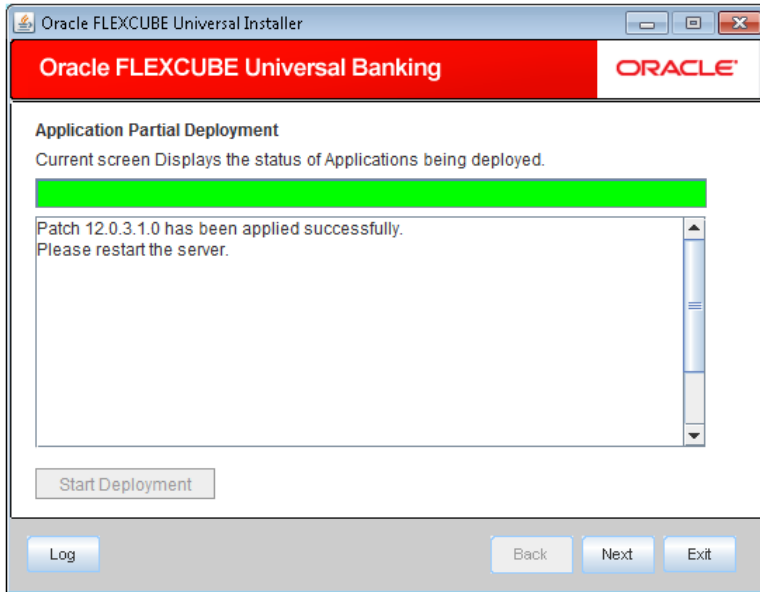 Oracle FLEXCUBE Universal Installer
Oracle FLEXCUBE Universal Banking
ORACLE
Application Partial Deployment
Current screen Displays the status of Applications being deployed.
Patch 12.0.3.1.0 has been applied successfully.
Please restart the server.
Start Deployment
Log
Back
Next
Exit